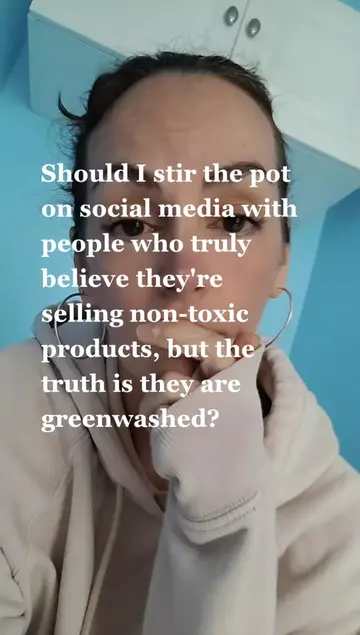 Should I stir the pot
on social media with
people who truly
believe they're
selling non-toxic
products, but the
truth is they are
greenwashed?